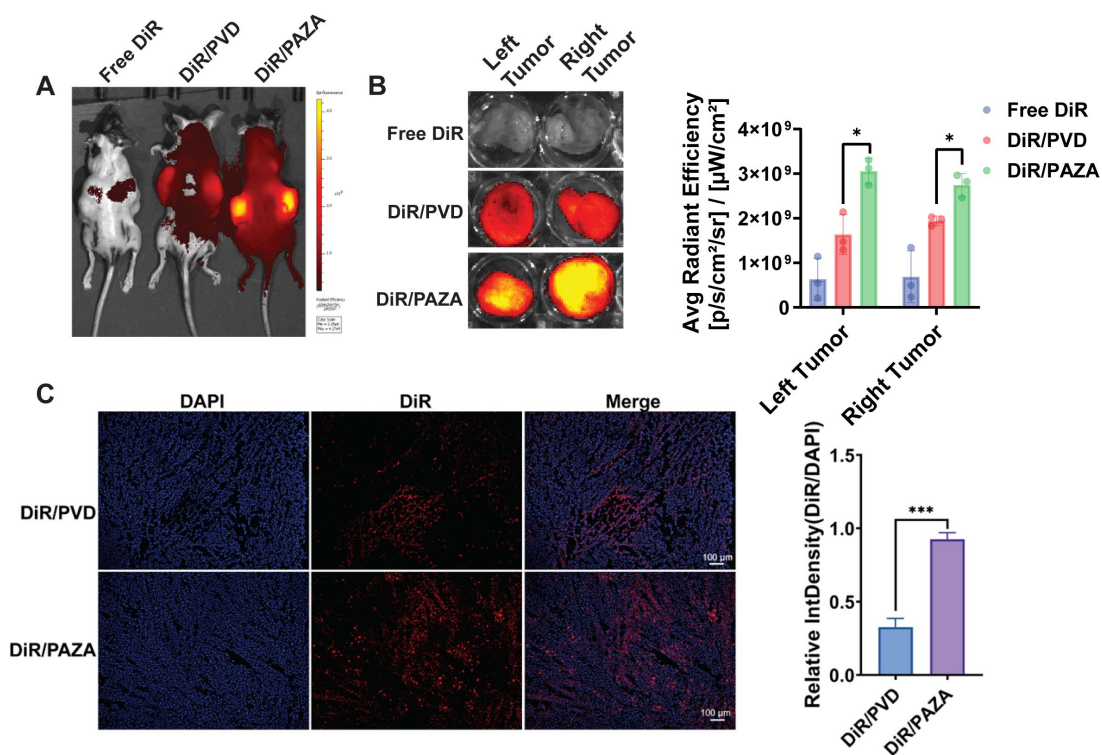 A
Free DiR
DiR/PVD
DiR/PAZA
Color Scale
B
Left
Tumor
Right
Tumor
Free DiR
DiR/PVD
DiR/PAZA
Avg Radiant Efficiency
[p/s/cm²/sr] / [µW/cm²]
4×10⁹
3×10⁹
2×10⁹
1×10⁹
0
*
*
Left Tumor
Right Tumor
Free DiR
DiR/PVD
DiR/PAZA
C
DAPI
DiR
Merge
DiR/PVD
100 µm
DiR/PAZA
100 µm
Relative IntDensity(DiR/DAPI)
1.5
1.0
0.5
0.0
***
DiR/PVD
DiR/PAZA